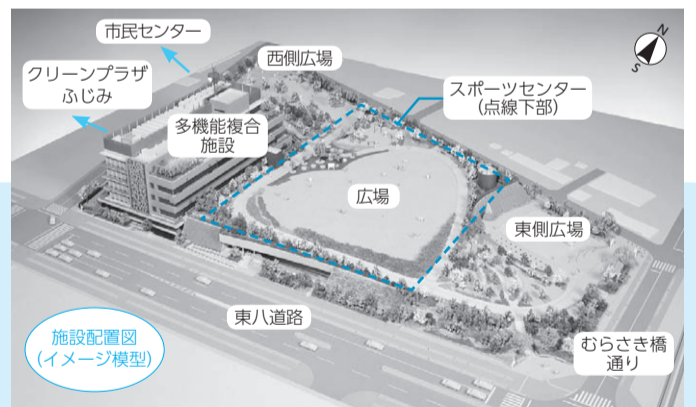 市民センター
西側広場
N
S
クリーンプラザ
ふじみ
スポーツセンター
(点線下部)
多機能複合
施設
広場
東側広場
東八道路
施設配置図
(イメージ模型)
むらさき橋
通り